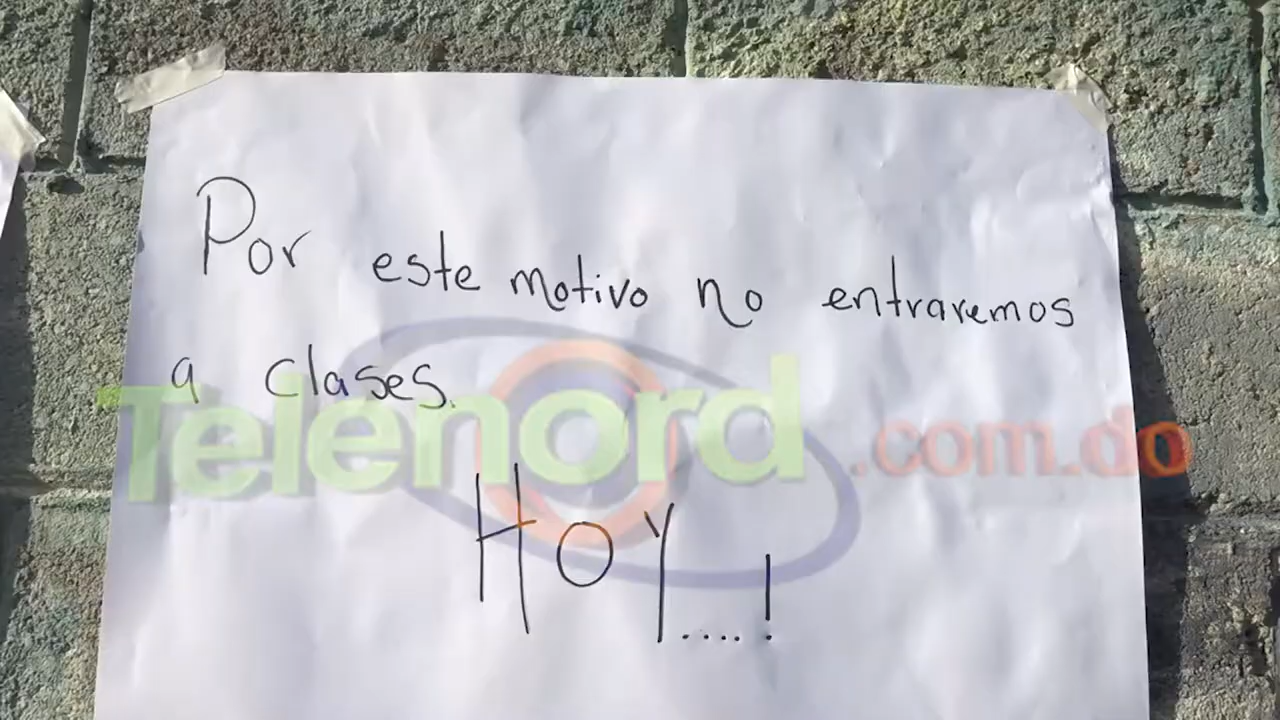 Por este motivo no entraremos
a clases.
Telenord.com.do
HOY....!